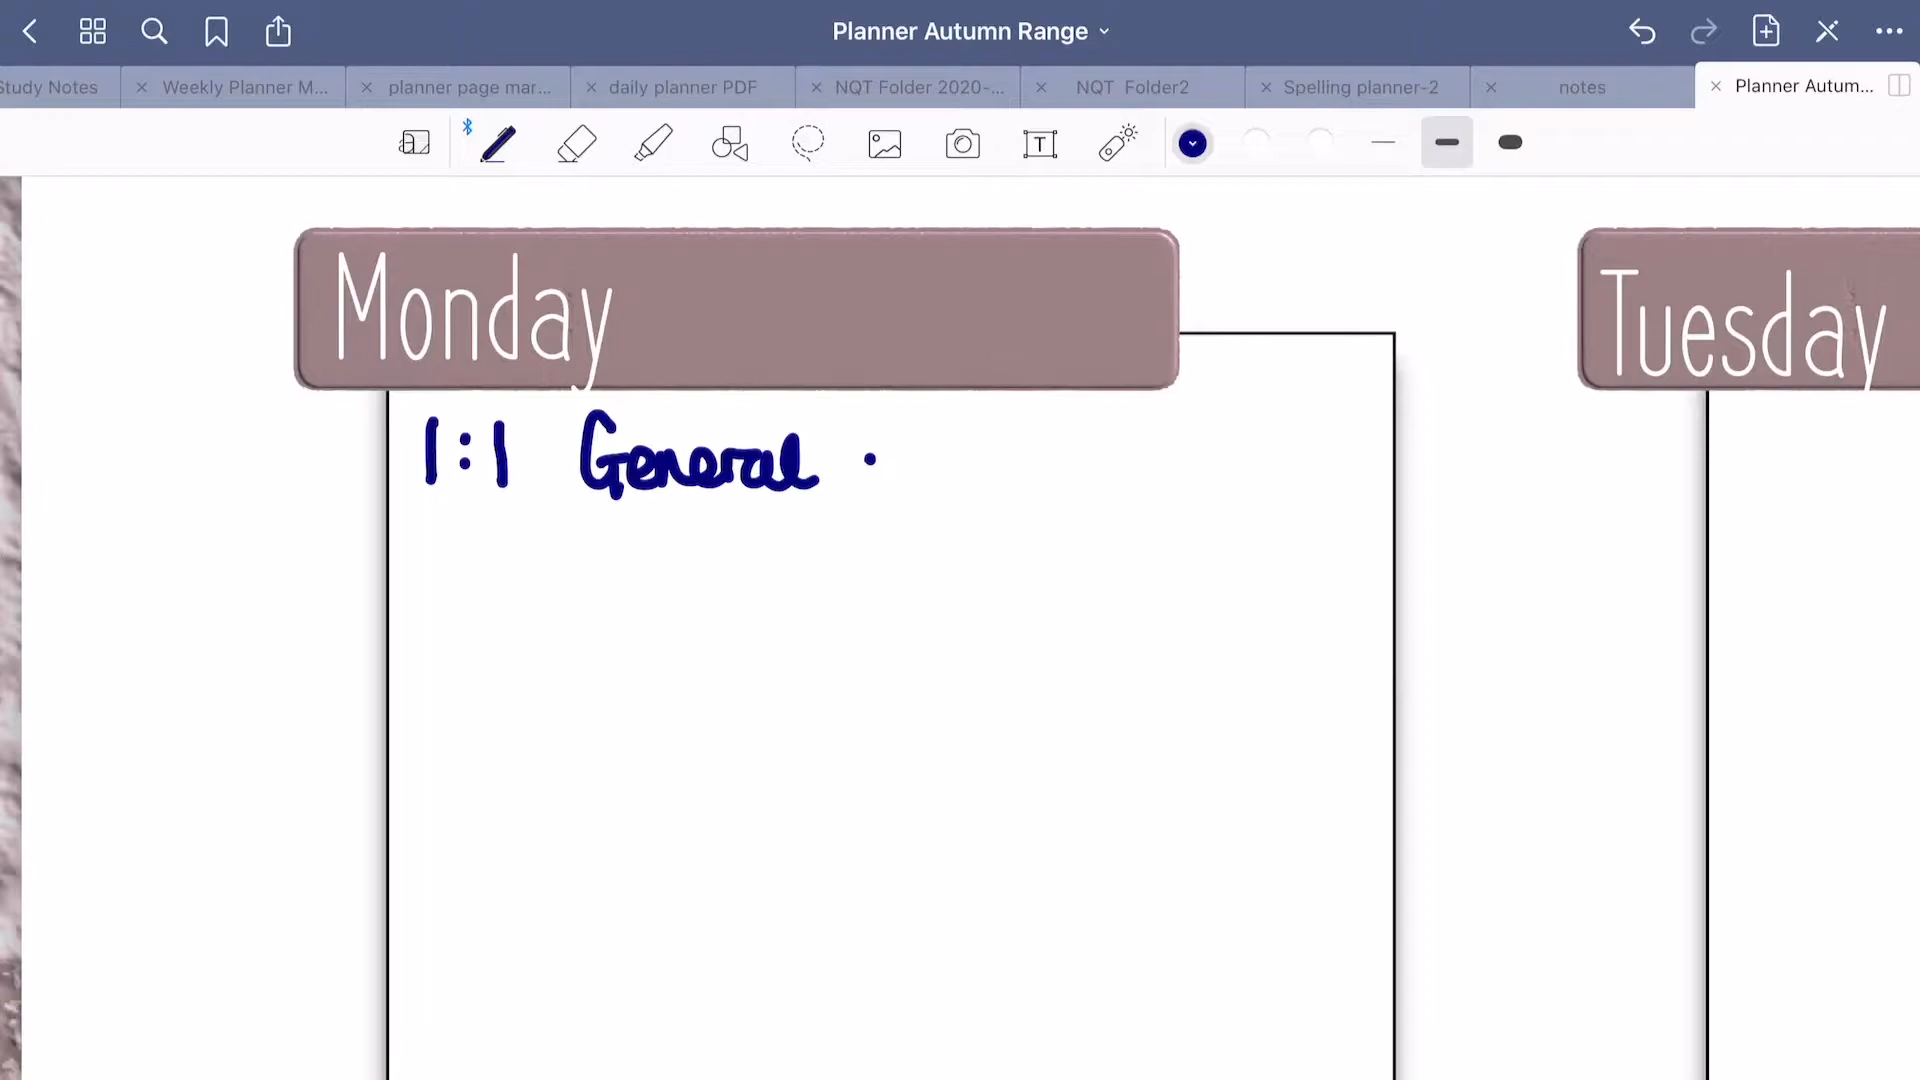 Planner Autumn Range
Study Notes
Weekly Planner M...
planner page mar...
daily planner PDF
NQT Folder 2020-...
NQT Folder2
Spelling planner-2
notes
Planner Autum...
Monday
Tuesday
1:1 General .